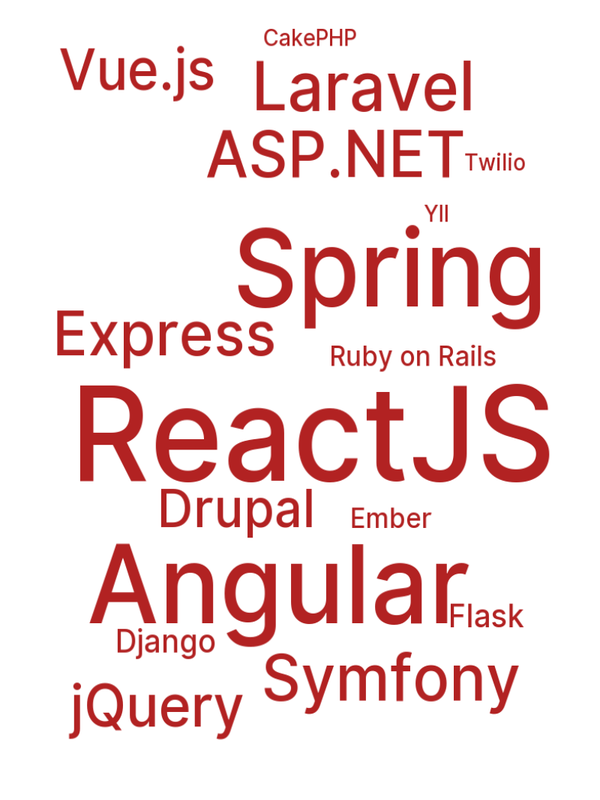 CakePHP
Vue.js
Laravel
ASP.NET
Twilio
YII
Spring
Express
Ruby on Rails
ReactJS
Drupal
Ember
Angular
Flask
Django
Symfony
jQuery